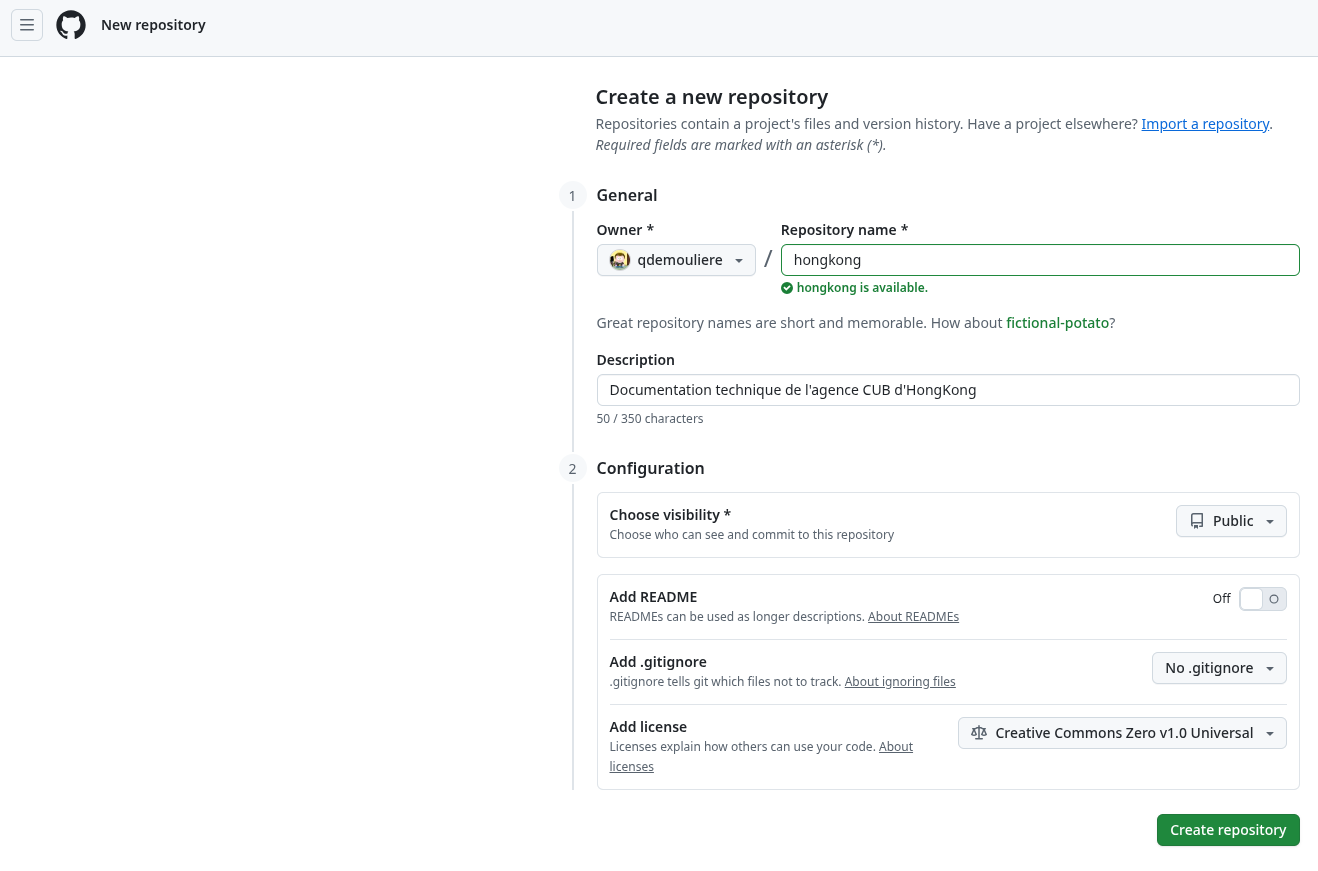 New repository
Create a new repository
Repositories contain a project's files and version history. Have a project elsewhere? Import a repository.
Required fields are marked with an asterisk (*).
1 General
Owner * Repository name *
qdemouliere / hongkong
hongkong is available.
Great repository names are short and memorable. How about fictional-potato?
Description
Documentation technique de l'agence CUB d'HongKong
50 / 350 characters
2 Configuration
Choose visibility *
Choose who can see and commit to this repository
Public
Add README
READMEs can be used as longer descriptions. About READMEs
Off
Add .gitignore
.gitignore tells git which files not to track. About ignoring files
No .gitignore
Add license
Licenses explain how others can use your code. About
licenses
Creative Commons Zero v1.0 Universal
Create repository